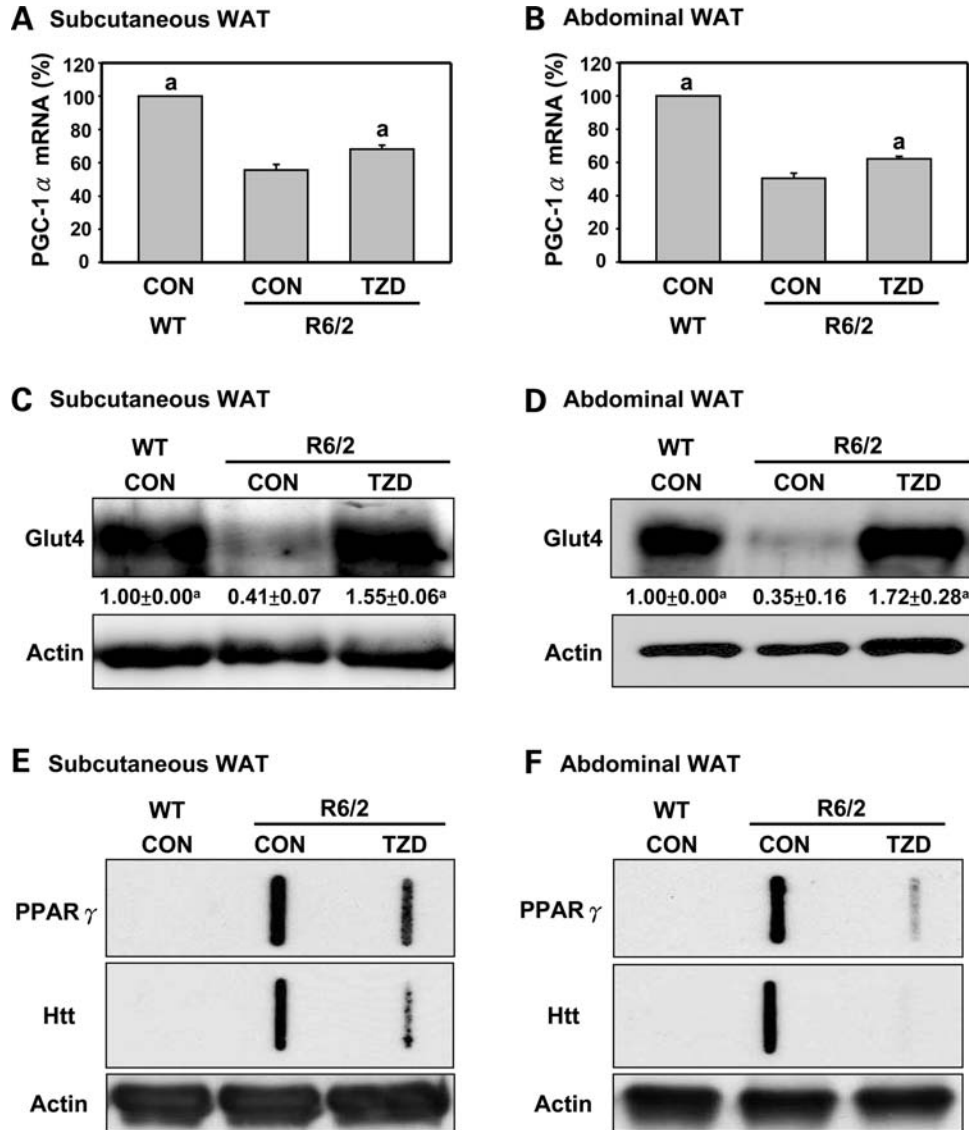 A Subcutaneous WAT
PGC-1 α mRNA (%)
120
100
80
60
40
20
0
a
a
CON
CON
TZD
WT
R6/2
B Abdominal WAT
PGC-1 α mRNA (%)
120
100
80
60
40
20
0
a
a
CON
CON
TZD
WT
R6/2
C Subcutaneous WAT
WT
R6/2
CON
CON
TZD
Glut4
1.00±0.00ᵃ 0.41±0.07 1.55±0.06ᵃ
Actin
D Abdominal WAT
WT
R6/2
CON
CON
TZD
Glut4
1.00±0.00ᵃ 0.35±0.16 1.72±0.28ᵃ
Actin
E Subcutaneous WAT
WT
R6/2
CON
CON
TZD
PPAR γ
Htt
Actin
F Abdominal WAT
WT
R6/2
CON
CON
TZD
PPAR γ
Htt
Actin